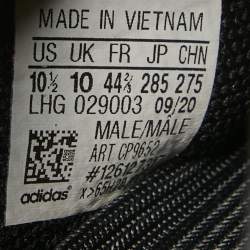 MADE IN VIETNAM
US UK FR JP CHN
10½ 10 44⅔ 285 275
LHG 029003 09/20
MALE/MÂLE
ART CP9652
adidas